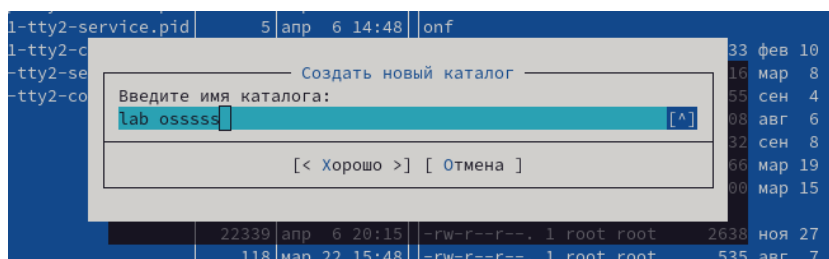 1-tty2-service.pid 5 апр 6 14:48 onf
1-tty2-c 33 фев 10
-tty2-se Создать новый каталог 16 мар 8
-tty2-co Введите имя каталога: 55 сен 4
lab osssss [^] 08 авг 6
32 сен 8
[< Хорошо >] [ Отмена ] 66 мар 19
00 мар 15
22339 апр 6 20:15 -rw-r--r--. 1 root root 2638 ноя 27
118 мар 22 15:48 -rw-r--r--. 1 root root 535 авг 7